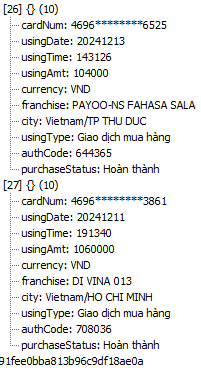 [26] {} (10)
cardNum: 4696********6525
usingDate: 20241213
usingTime: 143126
usingAmt: 104000
currency: VND
franchise: PAYOO-NS FAHASA SALA
city: Vietnam/TP THU DUC
usingType: Giao dịch mua hàng
authCode: 644365
purchaseStatus: Hoàn thành
[27] {} (10)
cardNum: 4696********3861
usingDate: 20241211
usingTime: 191340
usingAmt: 1060000
currency: VND
franchise: DI VINA 013
city: Vietnam/HO CHI MINH
usingType: Giao dịch mua hàng
authCode: 708036
purchaseStatus: Hoàn thành
91fee0bba813b96c9df18ae0a